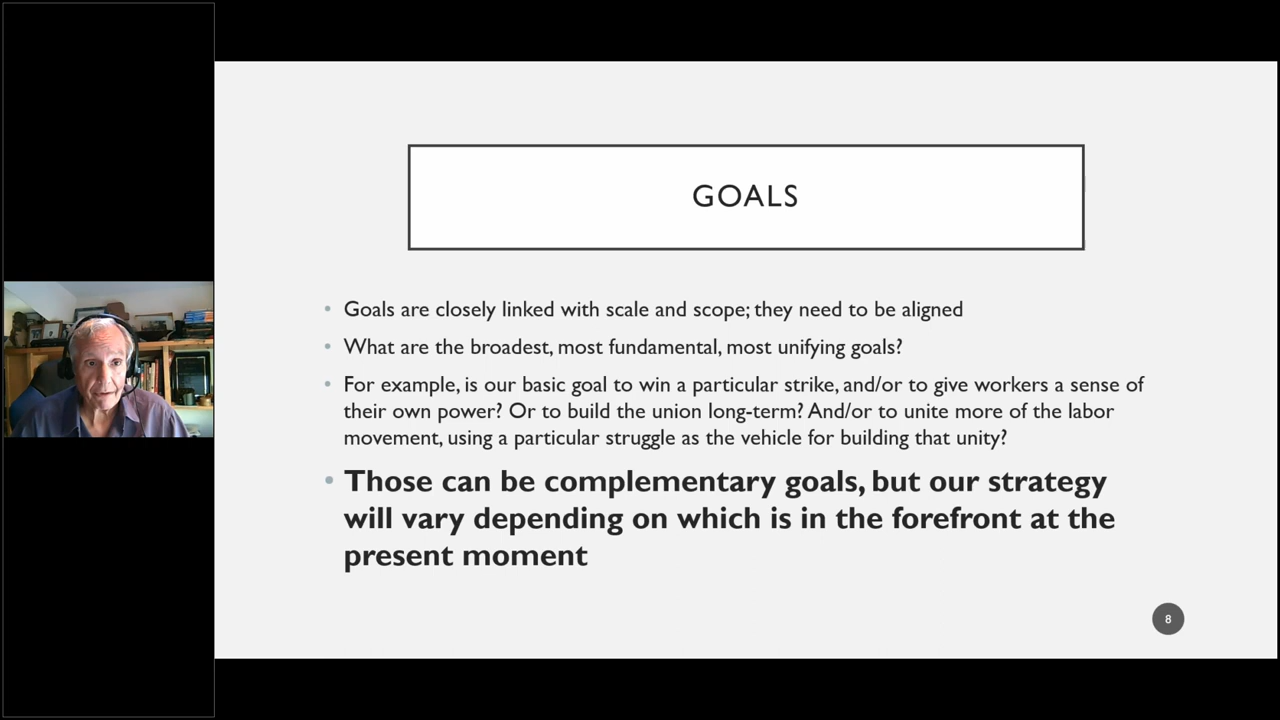 GOALS
• Goals are closely linked with scale and scope; they need to be aligned
• What are the broadest, most fundamental, most unifying goals?
• For example, is our basic goal to win a particular strike, and/or to give workers a sense of
their own power? Or to build the union long-term? And/or to unite more of the labor
movement, using a particular struggle as the vehicle for building that unity?
• Those can be complementary goals, but our strategy
will vary depending on which is in the forefront at the
present moment
8